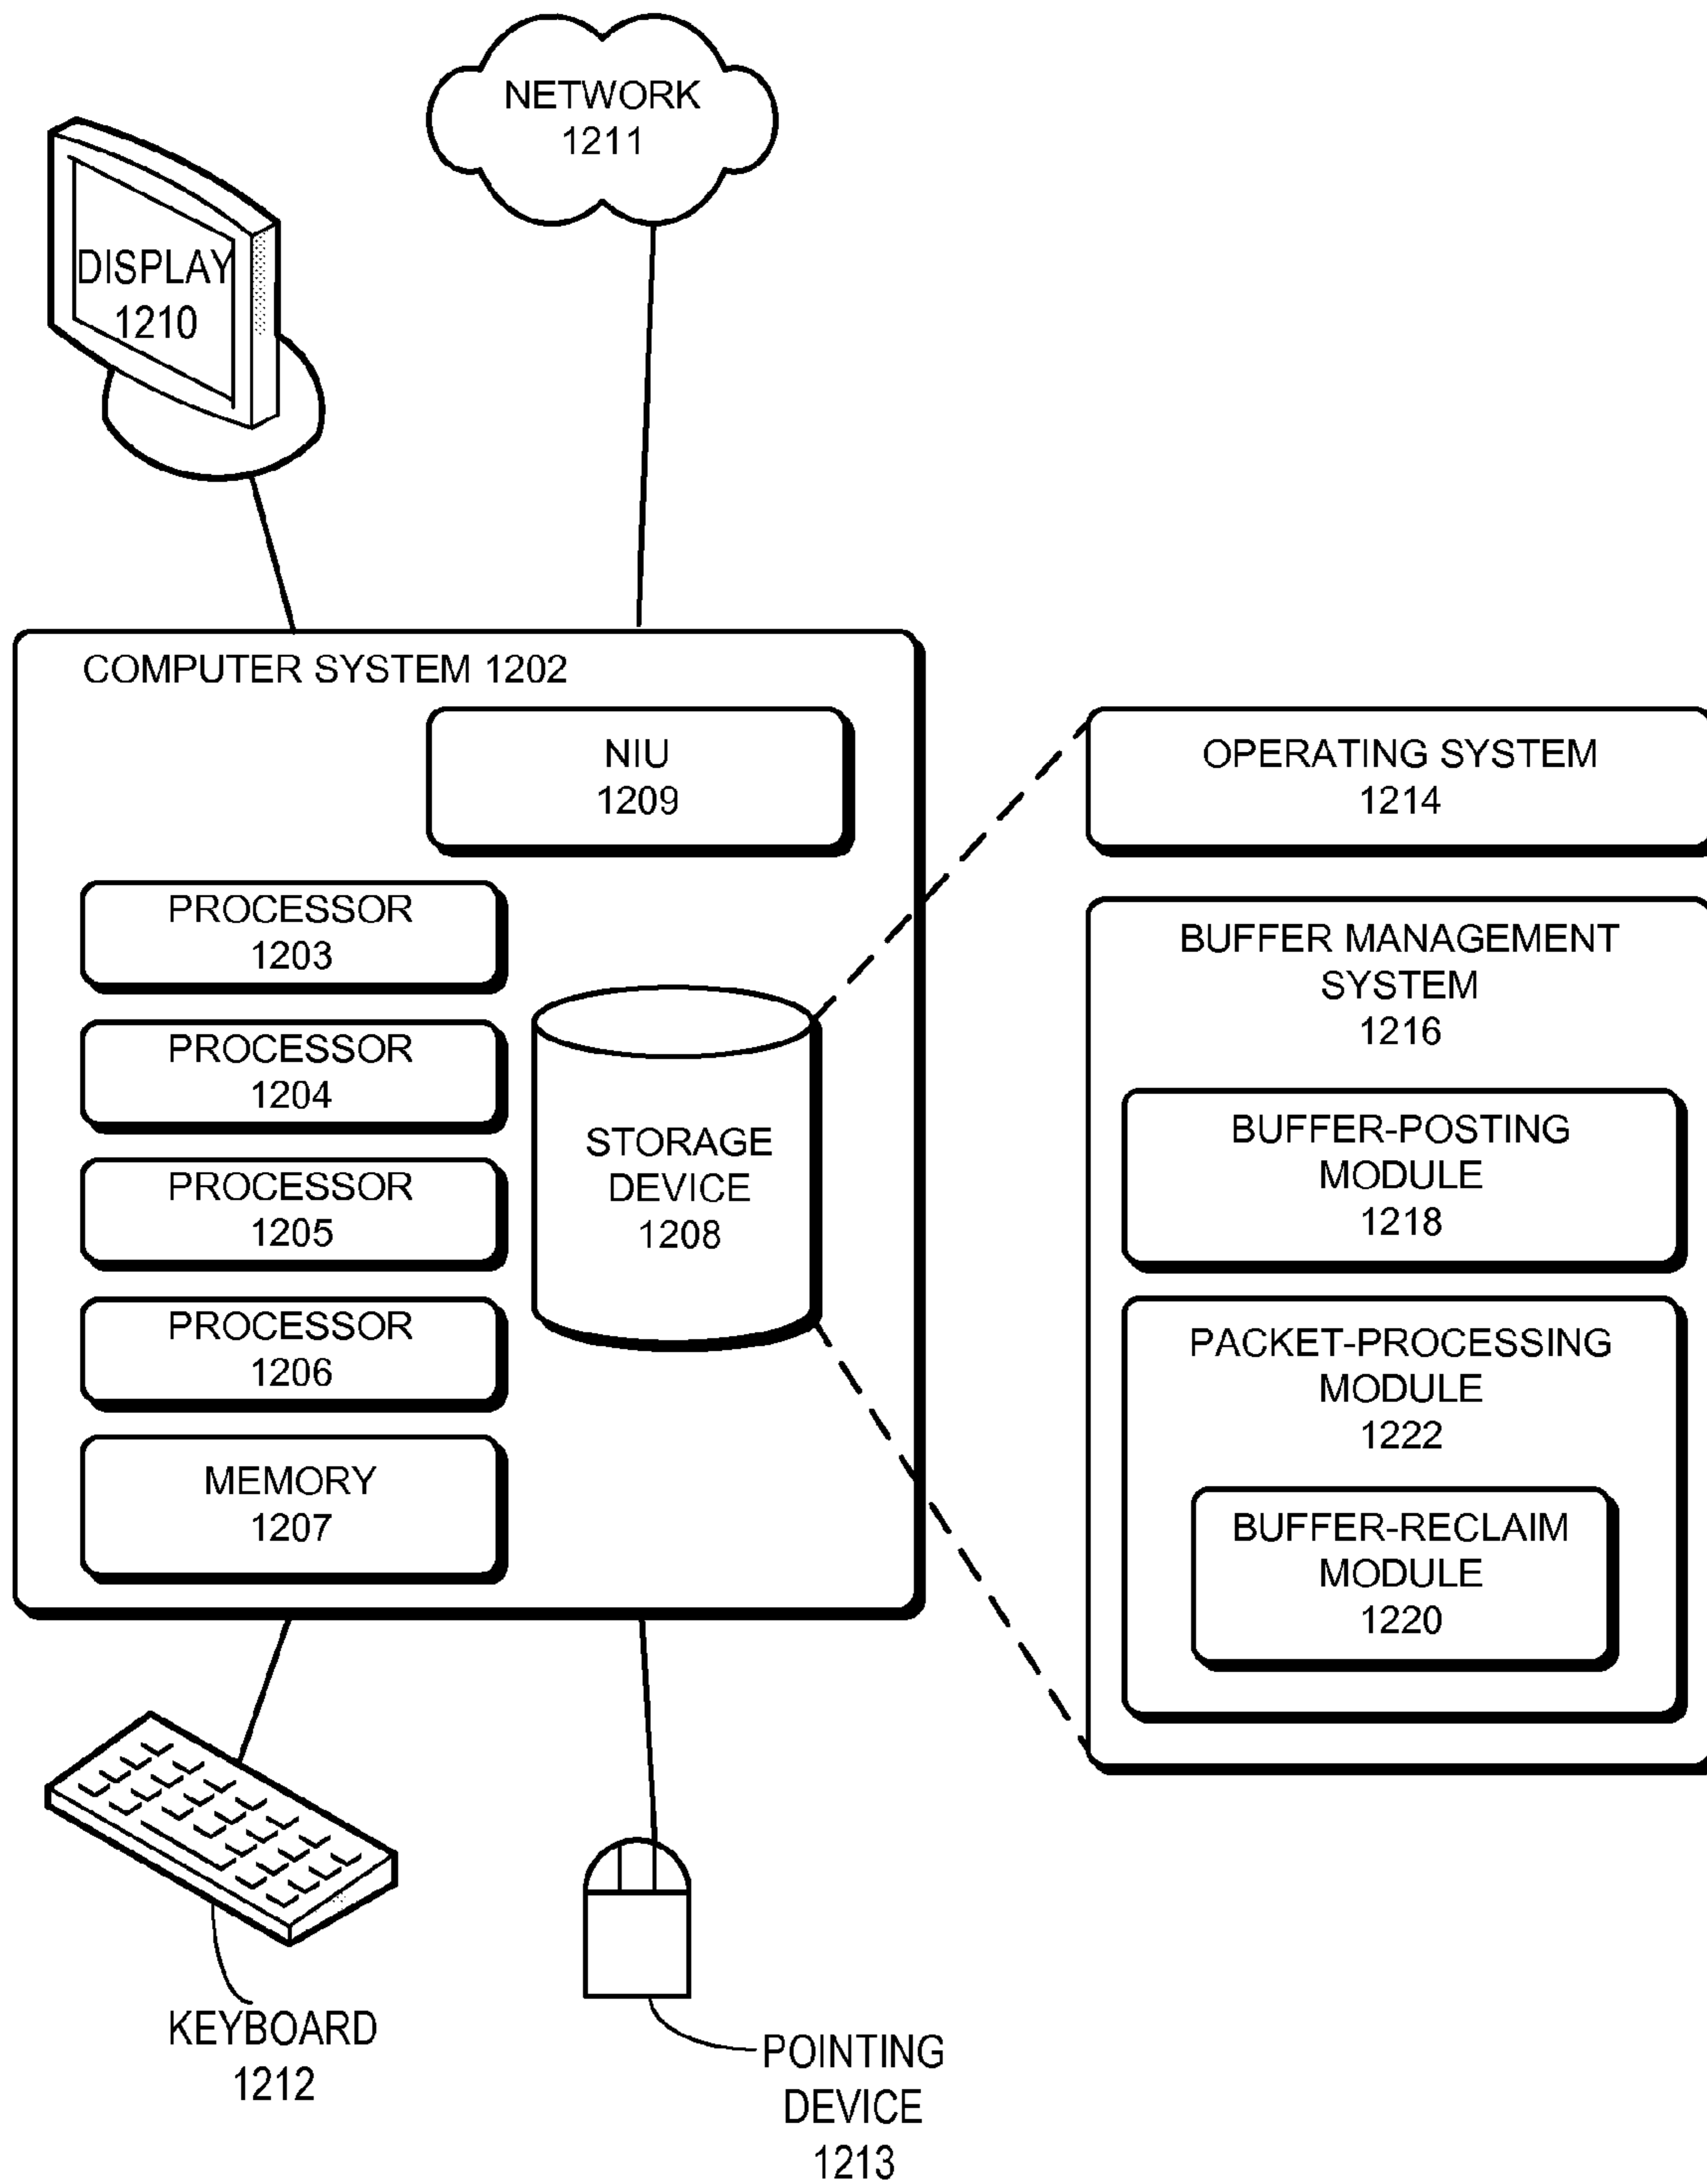 NETWORK
1211
DISPLAY
1210
COMPUTER SYSTEM 1202
NIU
1209
PROCESSOR
1203
PROCESSOR
1204
PROCESSOR
1205
PROCESSOR
1206
MEMORY
1207
STORAGE
DEVICE
1208
OPERATING SYSTEM
1214
BUFFER MANAGEMENT
SYSTEM
1216
BUFFER-POSTING
MODULE
1218
PACKET-PROCESSING
MODULE
1222
BUFFER-RECLAIM
MODULE
1220
KEYBOARD
1212
POINTING
DEVICE
1213